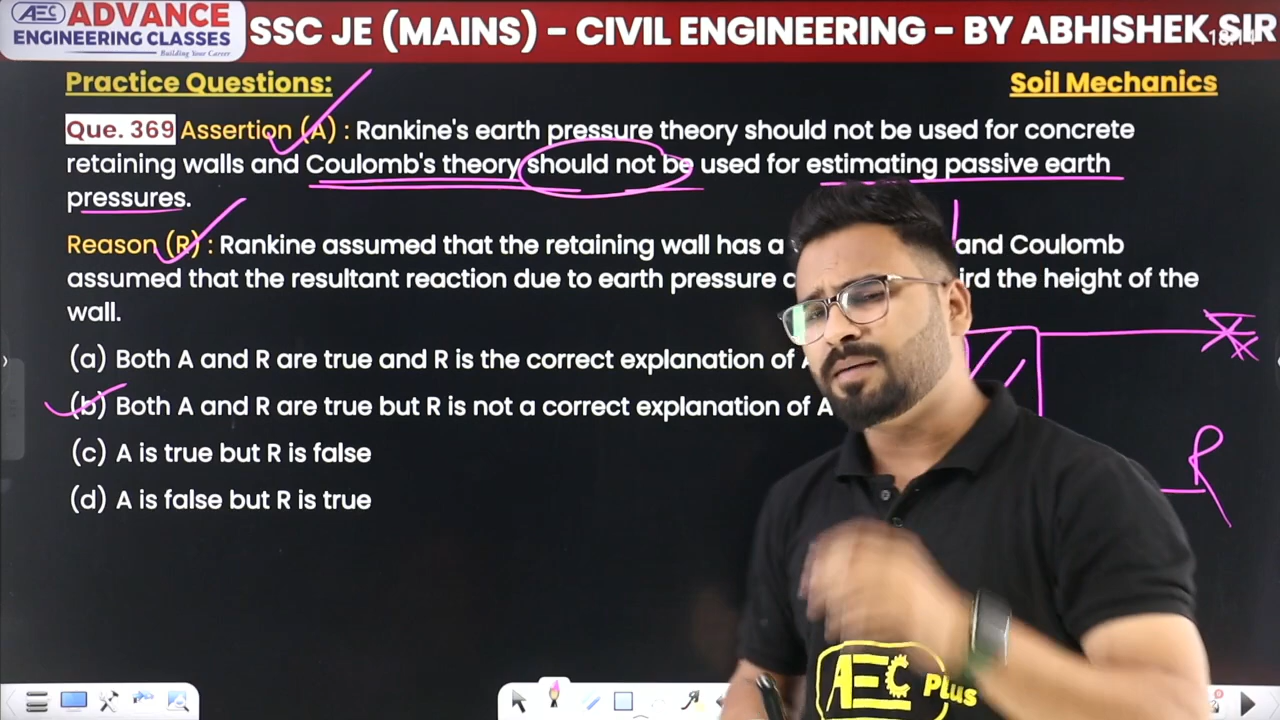 AEC ADVANCE
ENGINEERING CLASSES
Building Your Career
SSC JE (MAINS) - CIVIL ENGINEERING - BY ABHISHEK SIR
Practice Questions:
Soil Mechanics
Que. 369 Assertion (A) : Rankine's earth pressure theory should not be used for concrete
retaining walls and Coulomb's theory should not be used for estimating passive earth
pressures.
Reason (R) : Rankine assumed that the retaining wall has a and Coulomb
assumed that the resultant reaction due to earth pressure the height of the
wall.
(a) Both A and R are true and R is the correct explanation of
(b) Both A and R are true but R is not a correct explanation of A
(c) A is true but R is false
(d) A is false but R is true
R
AEC Plus